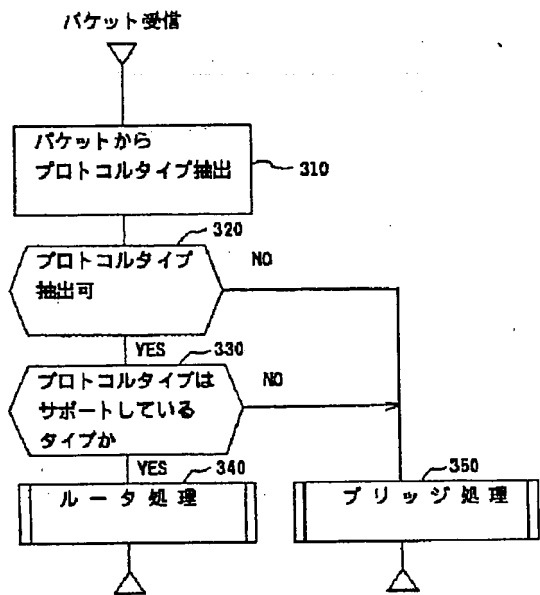 パケット受信
パケットから
プロトコルタイプ抽出
310
320
プロトコルタイプ
抽出可
NO
YES
330
プロトコルタイプは
サポートしている
タイプか
NO
YES
340
ルータ処理
350
ブリッジ処理